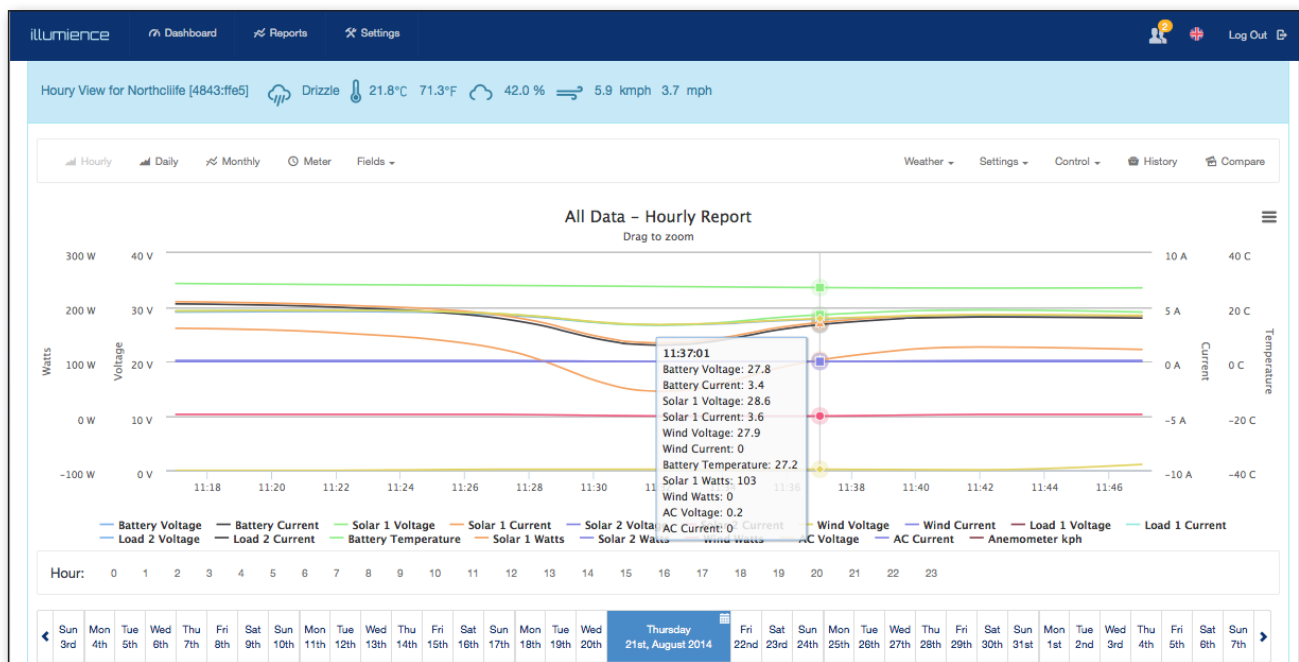 illumience Dashboard Reports Settings 2 Log Out
Houry View for Northcliife [4843:ffe5] Drizzle 21.8°C 71.3°F 42.0 % 5.9 kmph 3.7 mph
Hourly Daily Monthly Meter Fields Weather Settings Control History Compare
All Data – Hourly Report
Drag to zoom
300 W 40 V 10 A 40 C
200 W 30 V 5 A 20 C
100 W 20 V 0 A 0 C
0 W 10 V −5 A −20 C
−100 W 0 V −10 A −40 C
Watts
Voltage
Current
Temperature
11:37:01
Battery Voltage: 27.8
Battery Current: 3.4
Solar 1 Voltage: 28.6
Solar 1 Current: 3.6
Wind Voltage: 27.9
Wind Current: 0
Battery Temperature: 27.2
Solar 1 Watts: 103
Wind Watts: 0
AC Voltage: 0.2
AC Current: 0
11:18 11:20 11:22 11:24 11:26 11:28 11:30 11:36 11:38 11:40 11:42 11:44 11:46
Battery Voltage Battery Current Solar 1 Voltage Solar 1 Current Solar 2 Voltage Solar 2 Current Wind Voltage Wind Current Load 1 Voltage Load 1 Current
Load 2 Voltage Load 2 Current Battery Temperature Solar 1 Watts Solar 2 Watts Wind Watts AC Voltage AC Current Anemometer kph
Hour: 0 1 2 3 4 5 6 7 8 9 10 11 12 13 14 15 16 17 18 19 20 21 22 23
Sun Mon Tue Wed Thu Fri Sat Sun Mon Tue Wed Thu Fri Sat Sun Mon Tue Wed Thursday Fri Sat Sun Mon Tue Wed Thu Fri Sat Sun Mon Tue Wed Thu Fri Sat Sun
3rd 4th 5th 6th 7th 8th 9th 10th 11th 12th 13th 14th 15th 16th 17th 18th 19th 20th 21st, August 2014 22nd 23rd 24th 25th 26th 27th 28th 29th 30th 31st 1st 2nd 3rd 4th 5th 6th 7th